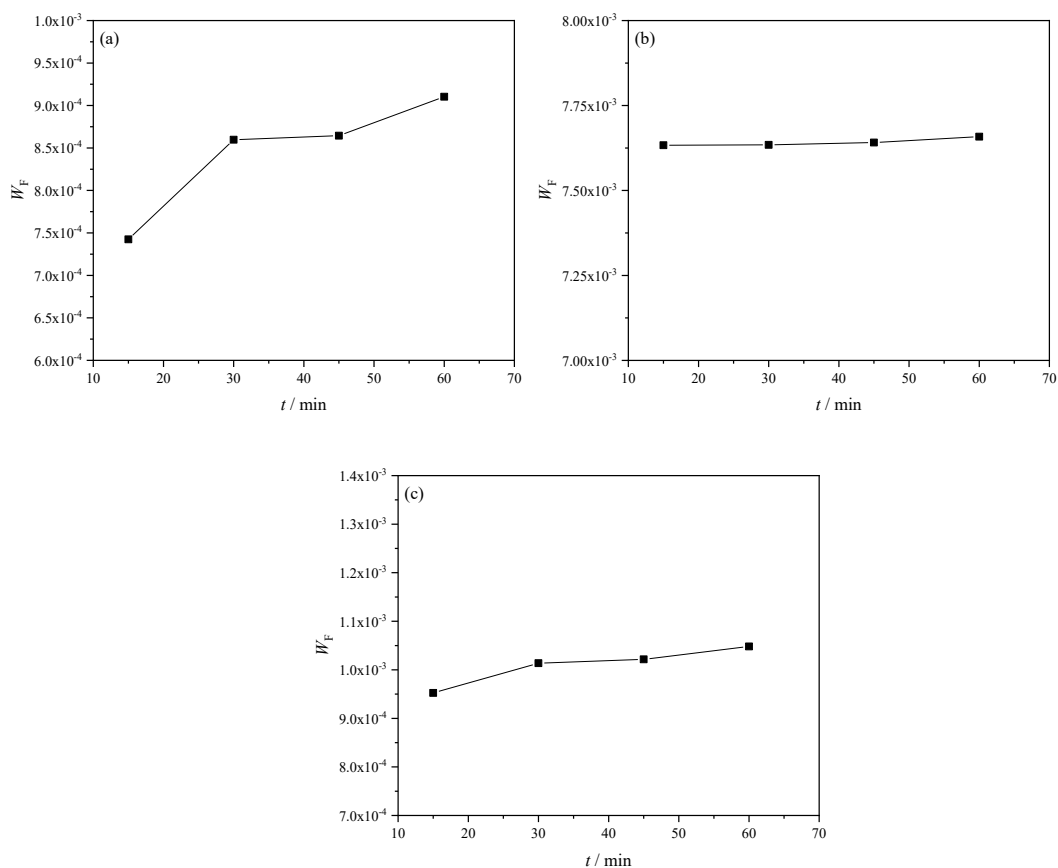 (a)
1.0x10⁻³
9.5x10⁻⁴
9.0x10⁻⁴
8.5x10⁻⁴
8.0x10⁻⁴
7.5x10⁻⁴
7.0x10⁻⁴
6.5x10⁻⁴
6.0x10⁻⁴
W_F
10 20 30 40 50 60 70
t / min
(b)
8.00x10⁻³
7.75x10⁻³
7.50x10⁻³
7.25x10⁻³
7.00x10⁻³
W_F
10 20 30 40 50 60 70
t / min
(c)
1.4x10⁻³
1.3x10⁻³
1.2x10⁻³
1.1x10⁻³
1.0x10⁻³
9.0x10⁻⁴
8.0x10⁻⁴
7.0x10⁻⁴
W_F
10 20 30 40 50 60 70
t / min